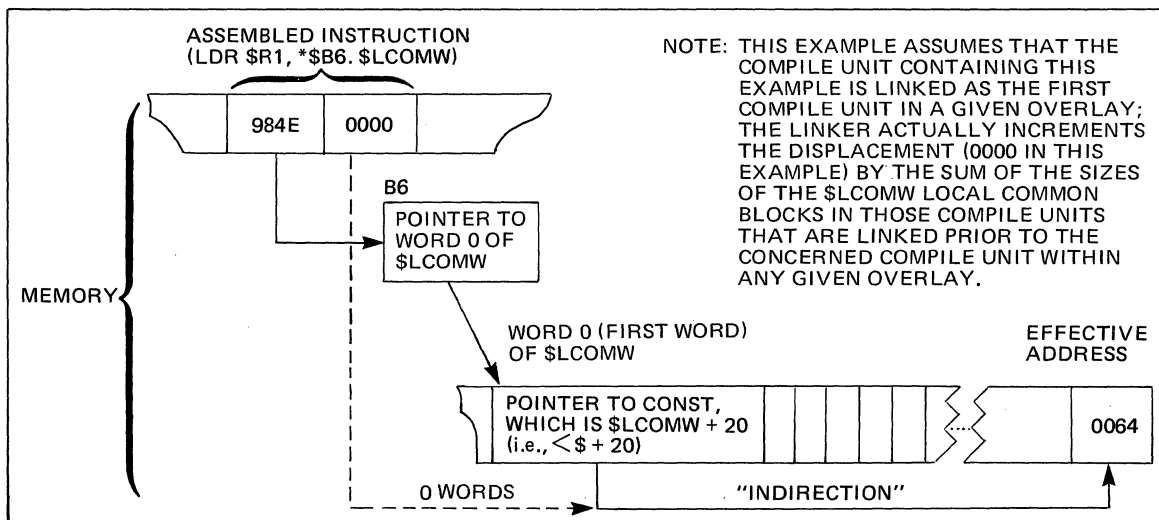 ASSEMBLED INSTRUCTION
(LDR $R1, *$B6. $LCOMW)
984E
0000
NOTE: THIS EXAMPLE ASSUMES THAT THE
COMPILE UNIT CONTAINING THIS
EXAMPLE IS LINKED AS THE FIRST
COMPILE UNIT IN A GIVEN OVERLAY;
THE LINKER ACTUALLY INCREMENTS
THE DISPLACEMENT (0000 IN THIS
EXAMPLE) BY THE SUM OF THE SIZES
OF THE $LCOMW LOCAL COMMON
BLOCKS IN THOSE COMPILE UNITS
THAT ARE LINKED PRIOR TO THE
CONCERNED COMPILE UNIT WITHIN
ANY GIVEN OVERLAY.
B6
POINTER TO
WORD 0 OF
$LCOMW
MEMORY
WORD 0 (FIRST WORD)
OF $LCOMW
EFFECTIVE
ADDRESS
POINTER TO CONST,
WHICH IS $LCOMW + 20
(i.e., <$ + 20)
0064
0 WORDS
"INDIRECTION"